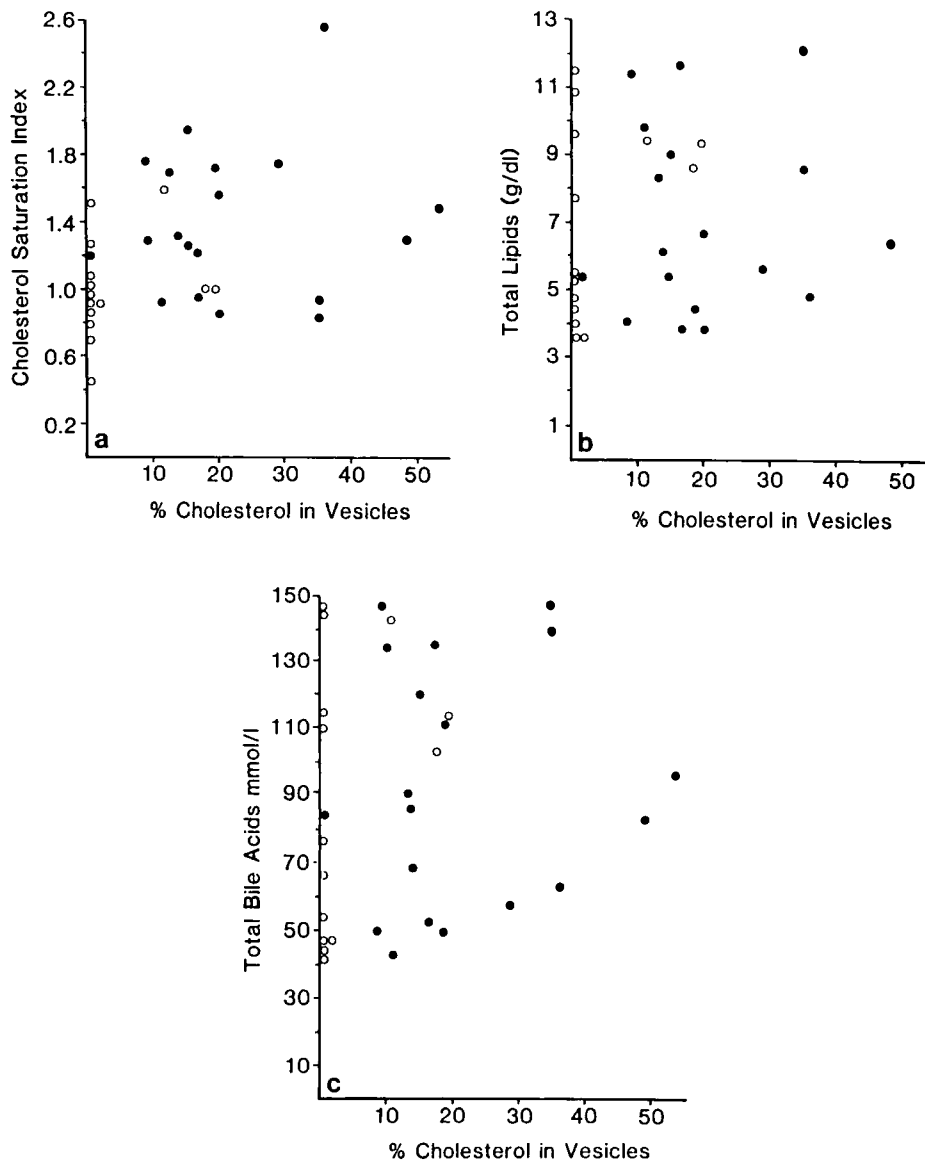 Cholesterol Saturation Index
2.6
2.2
1.8
1.4
1.0
0.6
0.2
a
10 20 30 40 50
% Cholesterol in Vesicles
Total Lipids (g/dl)
13
11
9
7
5
3
1
b
10 20 30 40 50
% Cholesterol in Vesicles
Total Bile Acids mmol/l
150
130
110
90
70
50
30
10
c
10 20 30 40 50
% Cholesterol in Vesicles